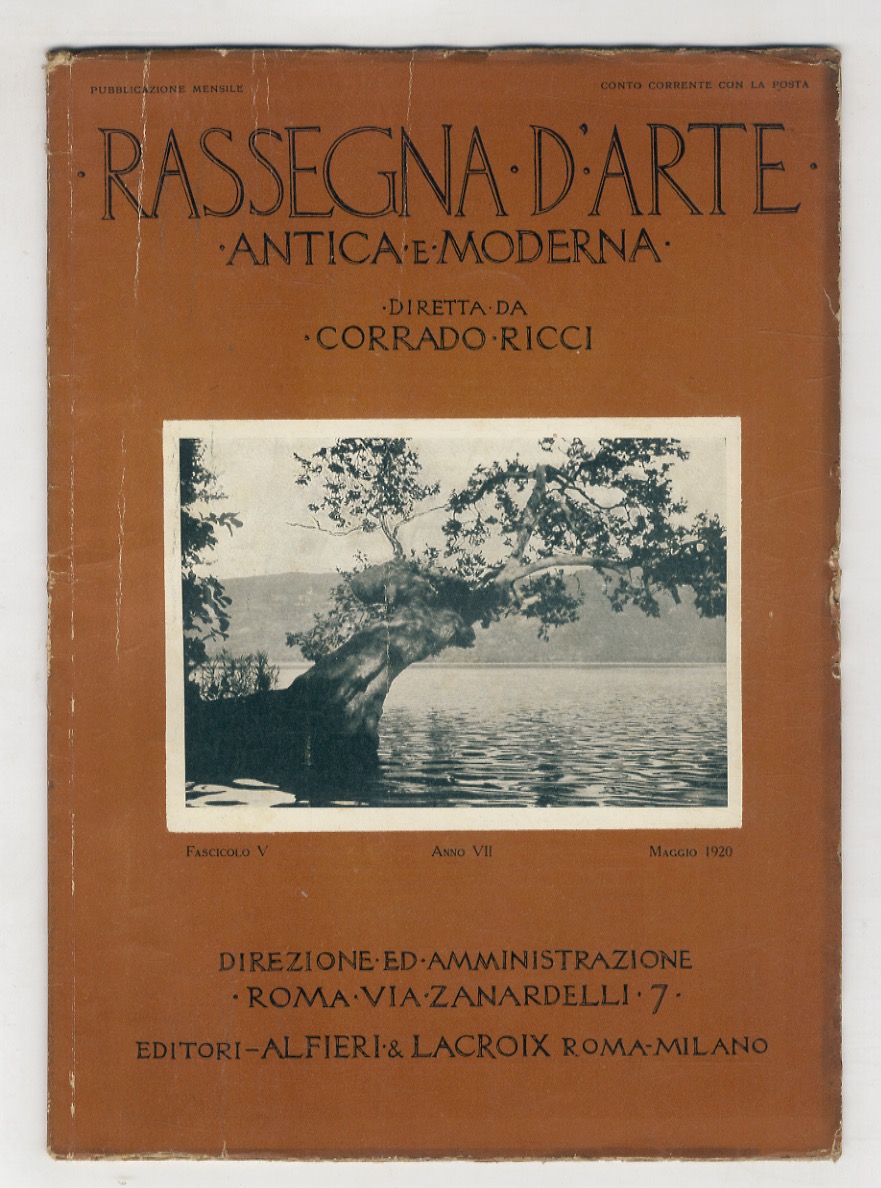 PUBBLICAZIONE MENSILE
CONTO CORRENTE CON LA POSTA
·RASSEGNA·D'·ARTE·
·ANTICA·E·MODERNA·
·DIRETTA·DA
·CORRADO·RICCI
FASCICOLO V ANNO VII MAGGIO 1920
DIREZIONE·ED·AMMINISTRAZIONE
·ROMA·VIA·ZANARDELLI·7·
EDITORI-ALFIERI·& LACROIX ROMA-MILANO